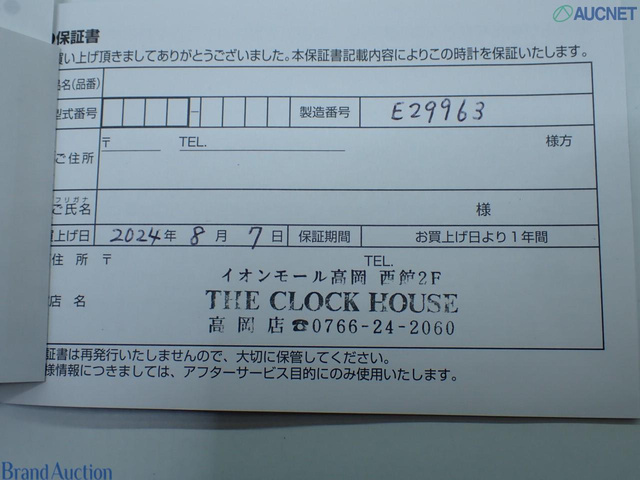 AUCNET
保証書
買い上げ頂きましてありがとうございました。本保証書記載内容によりこの時計を保証いたします。
品名(品番)
型式番号 - 製造番号 E29963
ご住所 〒 TEL. 様方
フリガナ
ご氏名 様
買上げ日 2024年 8月 7日 保証期間 お買上げ日より1年間
住所 〒 TEL.
イオンモール高岡 西館2F
店名 THE CLOCK HOUSE
高岡店☎0766-24-2060
証書は再発行いたしませんので、大切に保管してください。
様情報につきましては、アフターサービス目的にのみ使用いたします。
Brand Auction